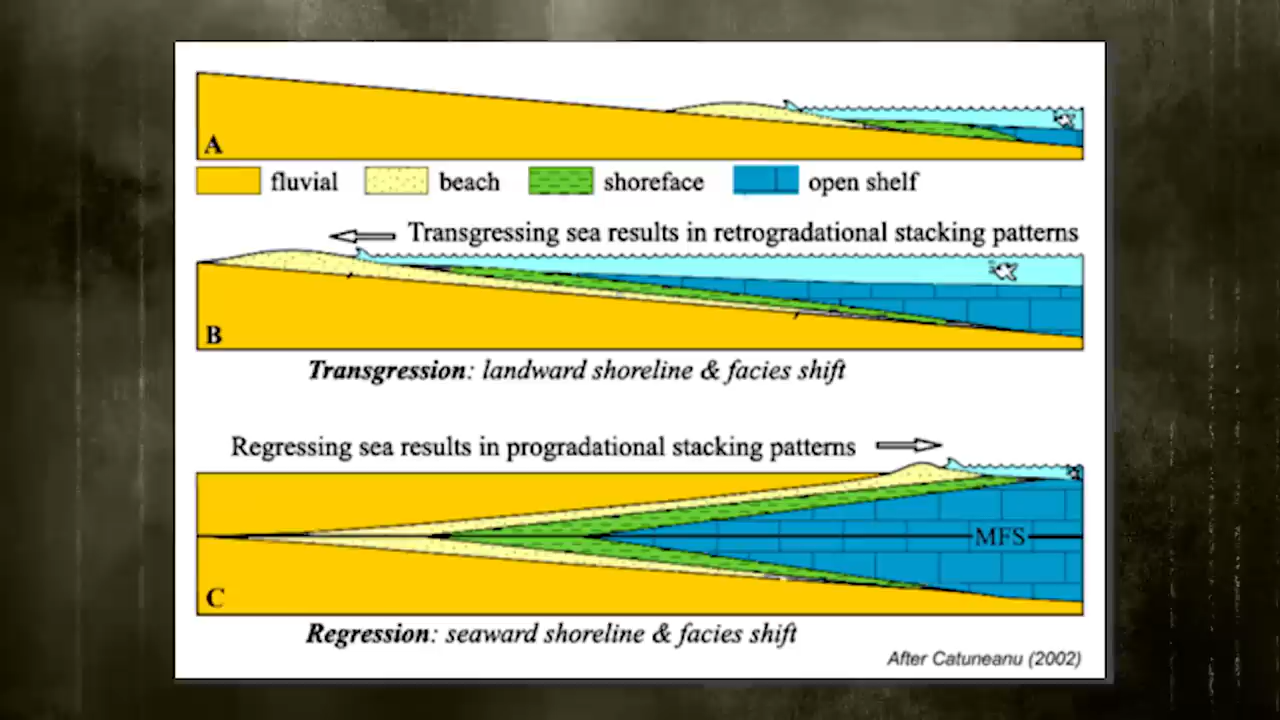 A
fluvial beach shoreface open shelf
Transgressing sea results in retrogradational stacking patterns
B
Transgression: landward shoreline & facies shift
Regressing sea results in progradational stacking patterns
MFS
C
Regression: seaward shoreline & facies shift
After Catuneanu (2002)